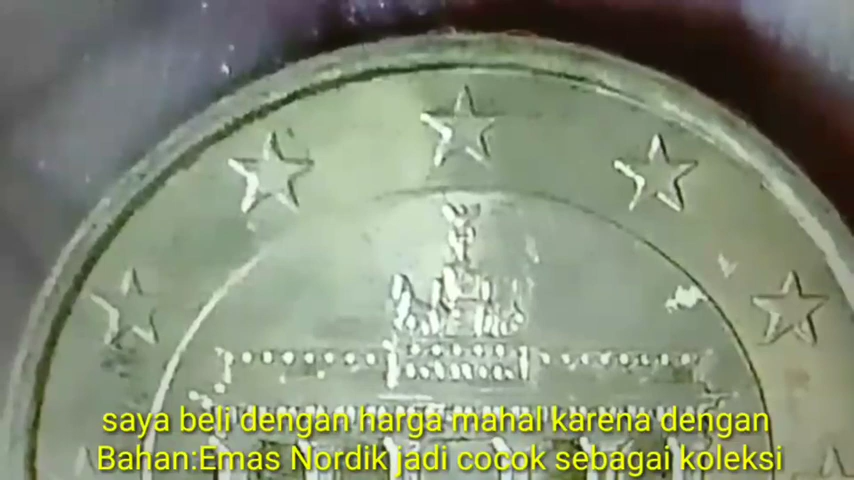 saya beli dengan harga mahal karena dengan
Bahan:Emas Nordik jadi cocok sebagai koleksi